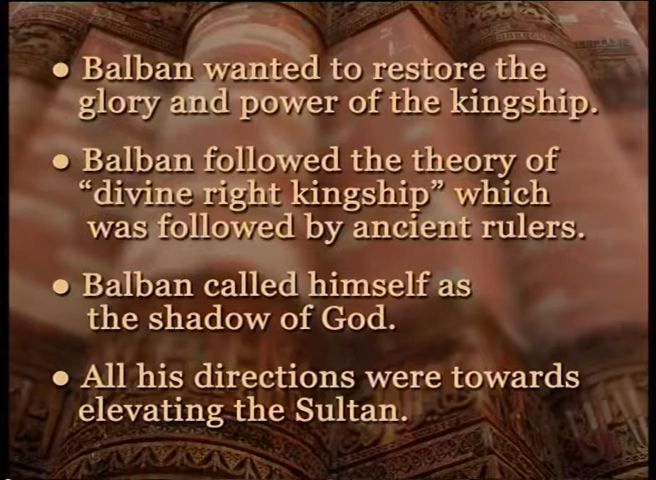 • Balban wanted to restore the
glory and power of the kingship.
• Balban followed the theory of
“divine right kingship” which
was followed by ancient rulers.
• Balban called himself as
the shadow of God.
• All his directions were towards
elevating the Sultan.